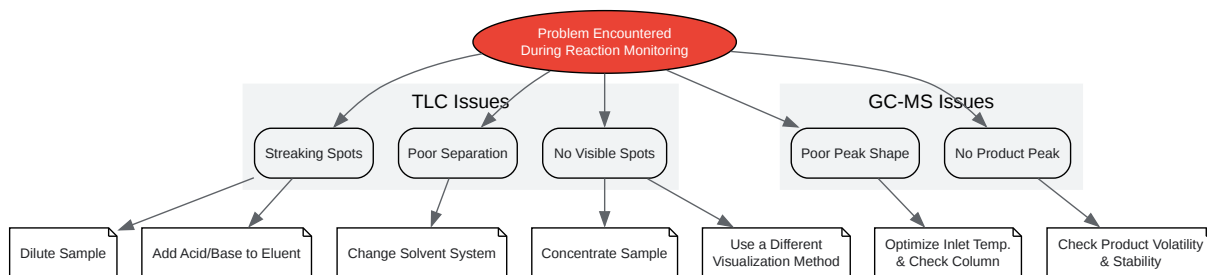 Problem Encountered
During Reaction Monitoring
TLC Issues
GC-MS Issues
Streaking Spots
Poor Separation
No Visible Spots
Poor Peak Shape
No Product Peak
Dilute Sample
Add Acid/Base to Eluent
Change Solvent System
Concentrate Sample
Use a Different
Visualization Method
Optimize Inlet Temp.
& Check Column
Check Product Volatility
& Stability